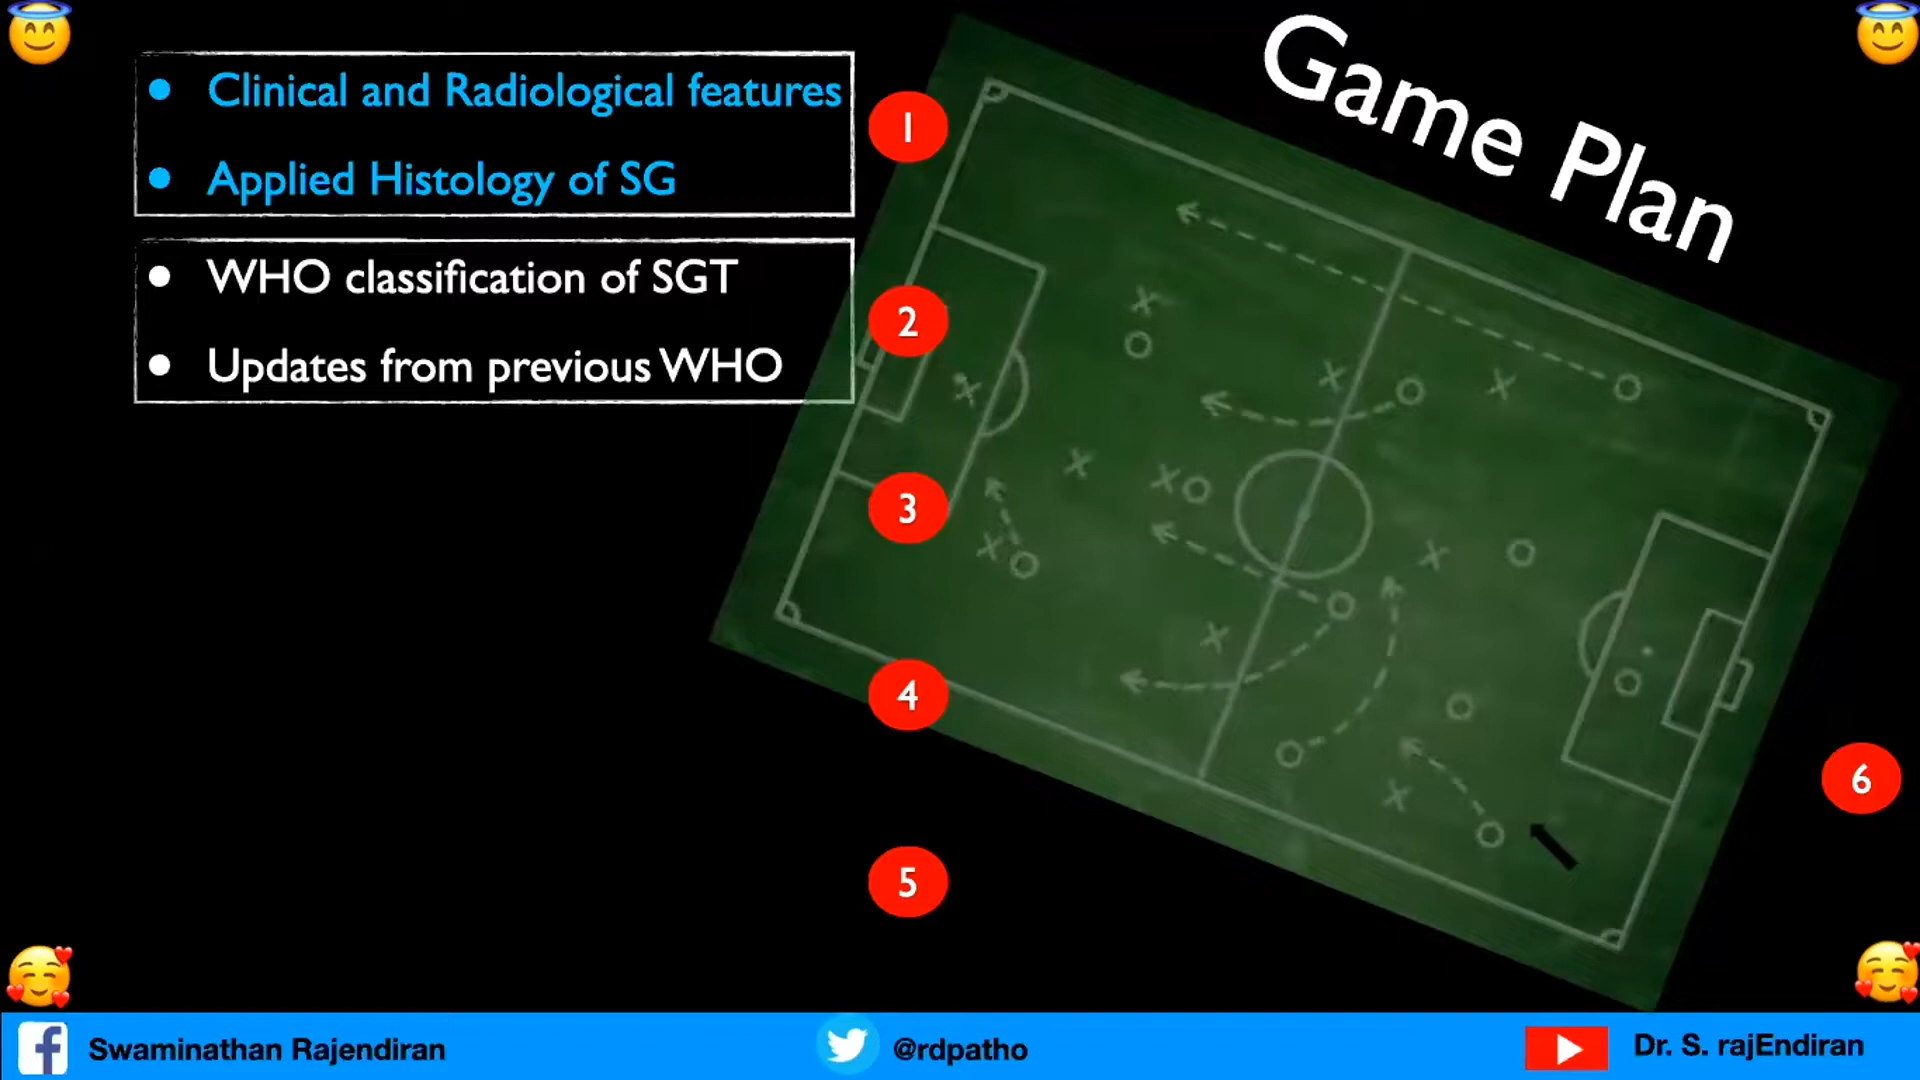 Game Plan
Clinical and Radiological features
Applied Histology of SG
1
WHO classification of SGT
Updates from previous WHO
2
3
4
5
6
Swaminathan Rajendiran
@rdpatho
Dr. S. rajEndiran